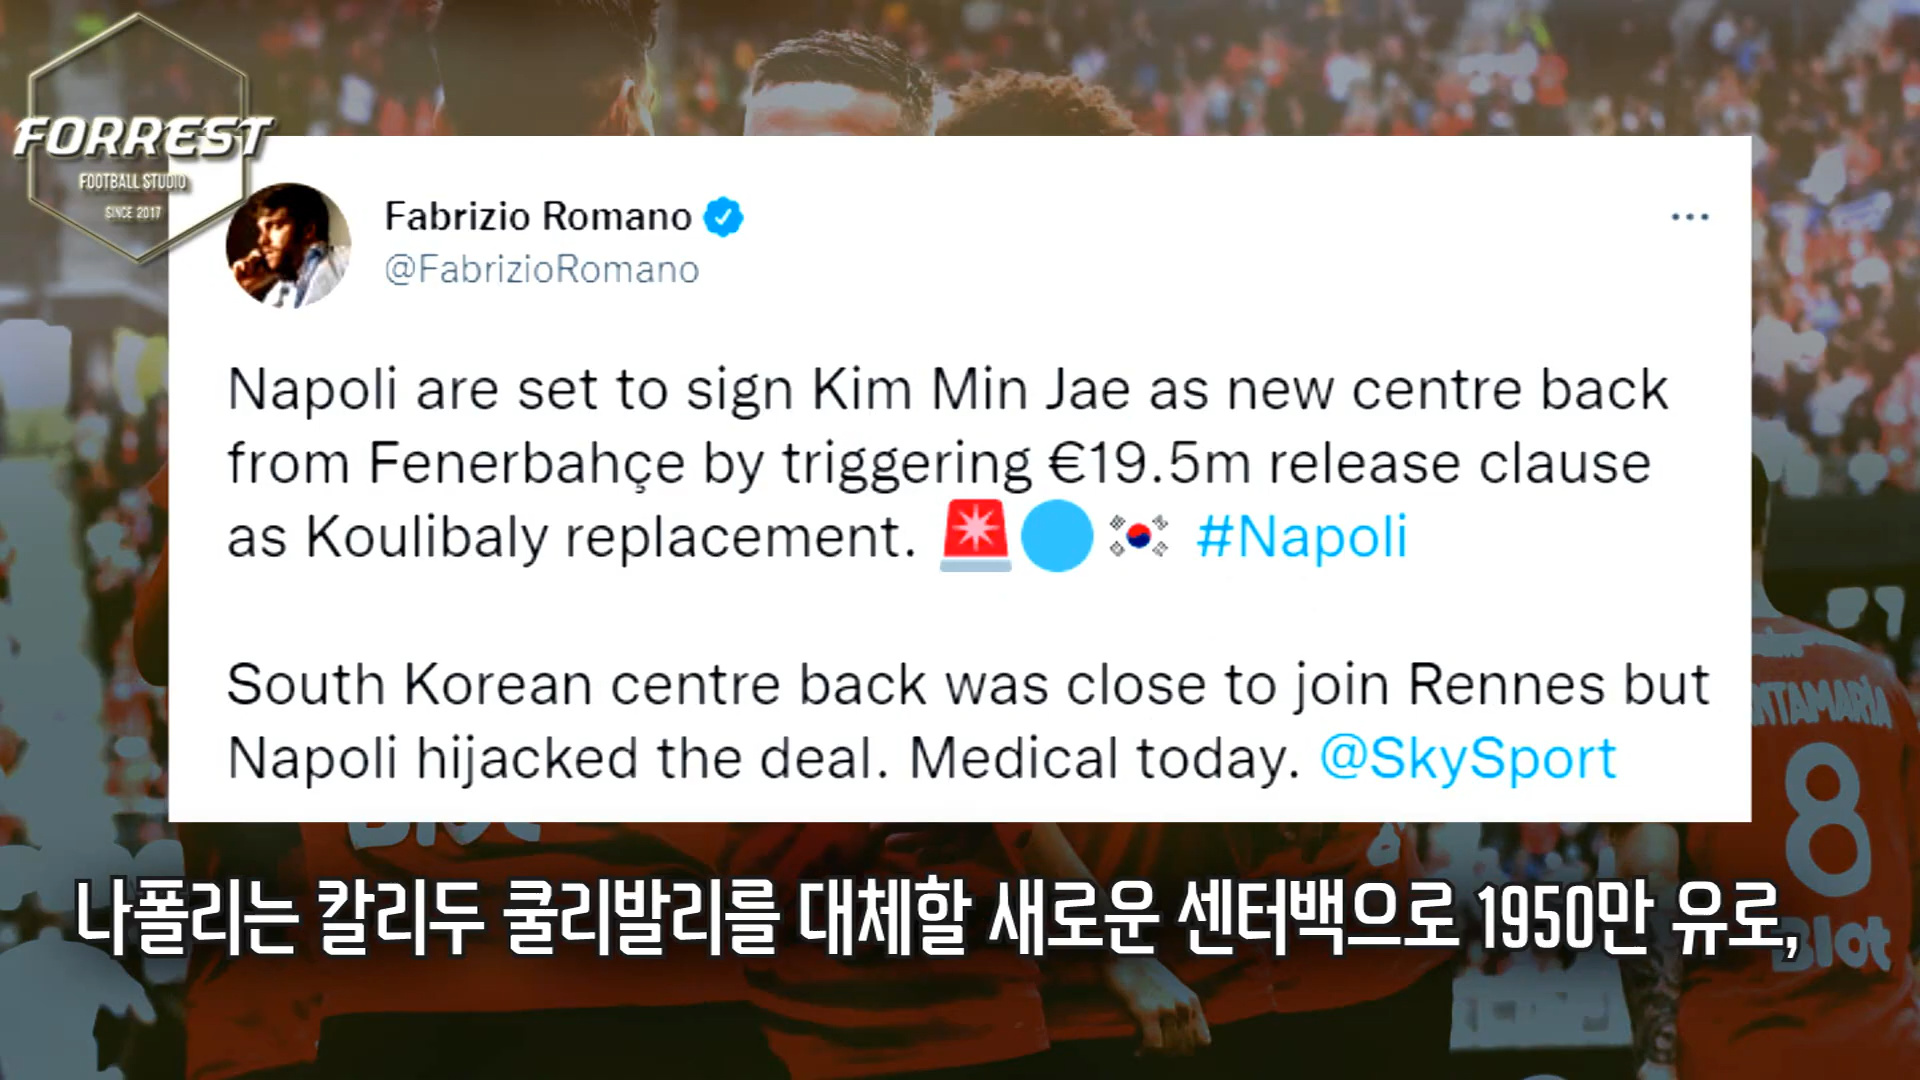 FORREST
FOOTBALL STUDIO
SINCE 2017
Fabrizio Romano
@FabrizioRomano
Napoli are set to sign Kim Min Jae as new centre back
from Fenerbahçe by triggering €19.5m release clause
as Koulibaly replacement. 🚨🔵🇰🇷 #Napoli
South Korean centre back was close to join Rennes but
Napoli hijacked the deal. Medical today. @SkySport
NTAMARIA
8
Blot
Blot
나폴리는 칼리두 쿨리발리를 대체할 새로운 센터백으로 1950만 유로,